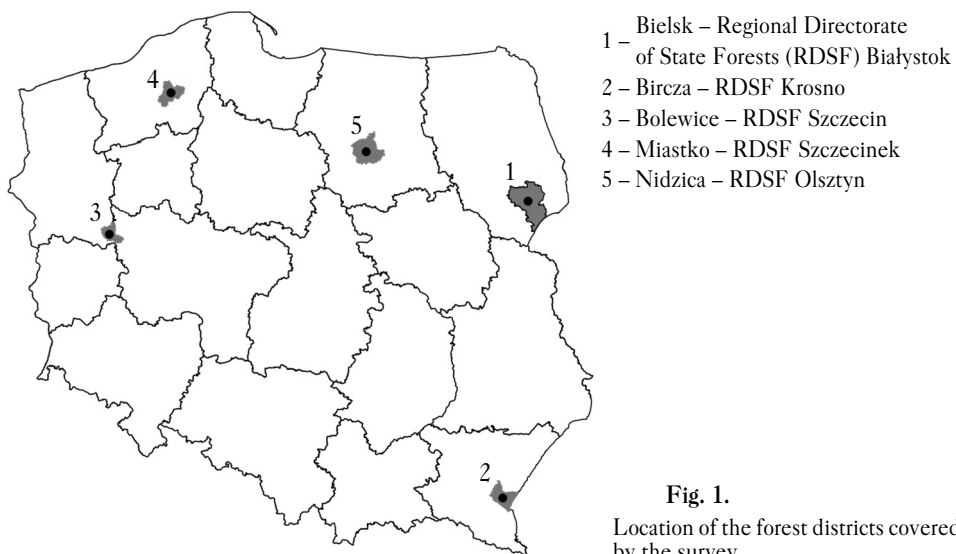 1 – Bielsk – Regional Directorate
of State Forests (RDSF) Białystok
2 – Bircza – RDSF Krosno
3 – Bolewice – RDSF Szczecin
4 – Miastko – RDSF Szczecinek
5 – Nidzica – RDSF Olsztyn
4
5
1
3
2
Fig. 1.
Location of the forest districts covered
by the survey